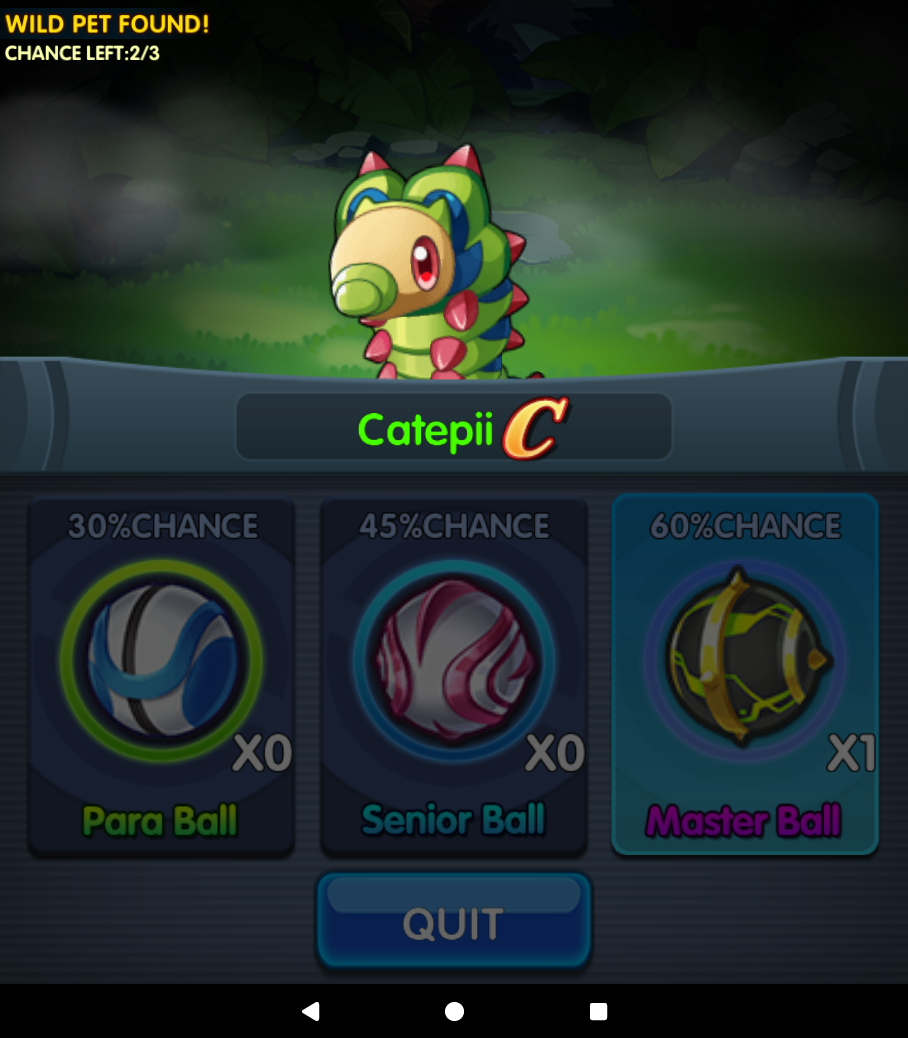 WILD PET FOUND!
CHANCE LEFT:2/3
Catepii C
30%CHANCE
X0
Para Ball
45%CHANCE
X0
Senior Ball
60%CHANCE
X1
Master Ball
QUIT